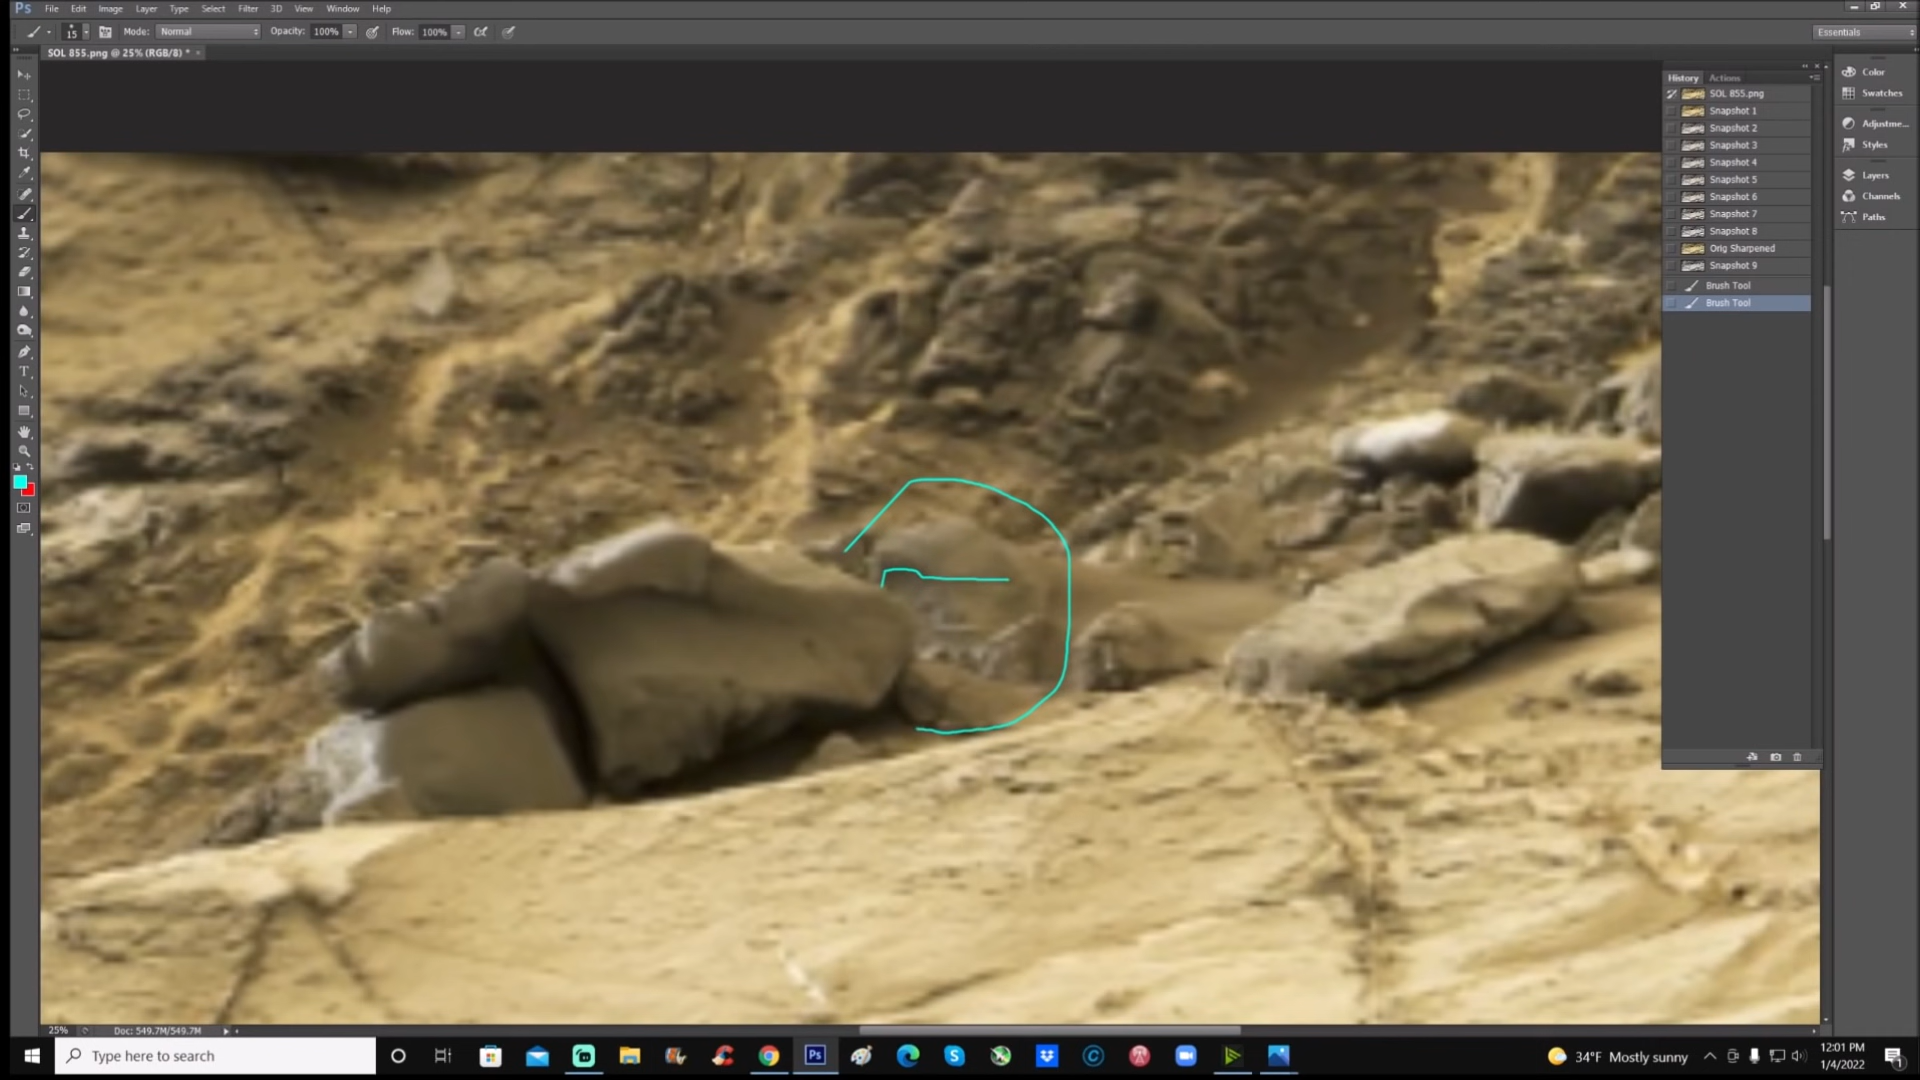 Ps File Edit Image Layer Type Select Filter 3D View Window Help
15 Mode: Normal Opacity: 100% Flow: 100% Essentials
SOL 855.png @ 25% (RGB/8) * ×
History Actions
SOL 855.png
Snapshot 1
Snapshot 2
Snapshot 3
Snapshot 4
Snapshot 5
Snapshot 6
Snapshot 7
Snapshot 8
Orig Sharpened
Snapshot 9
Brush Tool
Brush Tool
Color
Swatches
Adjustme...
Styles
Layers
Channels
Paths
25% Doc: 549.7M/549.7M
Type here to search
34°F Mostly sunny
12:01 PM
1/4/2022